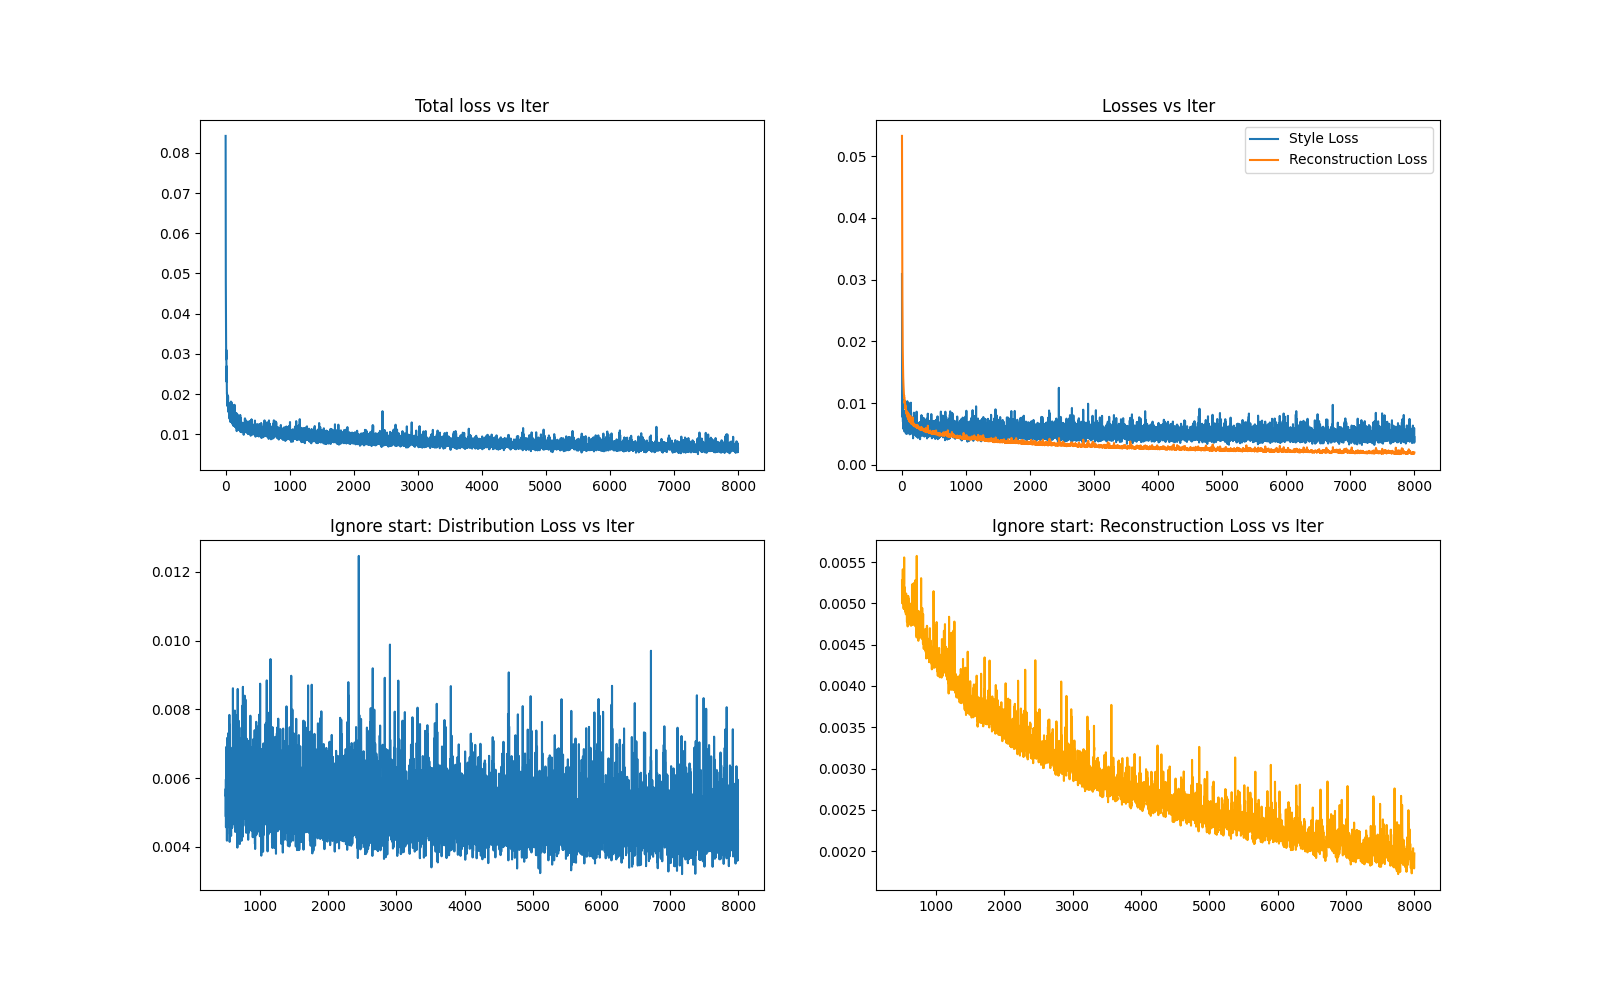 Total loss vs Iter
0.08
0.07
0.06
0.05
0.04
0.03
0.02
0.01
0 1000 2000 3000 4000 5000 6000 7000 8000
Losses vs Iter
Style Loss
Reconstruction Loss
0.05
0.04
0.03
0.02
0.01
0.00
0 1000 2000 3000 4000 5000 6000 7000 8000
Ignore start: Distribution Loss vs Iter
0.012
0.010
0.008
0.006
0.004
1000 2000 3000 4000 5000 6000 7000 8000
Ignore start: Reconstruction Loss vs Iter
0.0055
0.0050
0.0045
0.0040
0.0035
0.0030
0.0025
0.0020
1000 2000 3000 4000 5000 6000 7000 8000